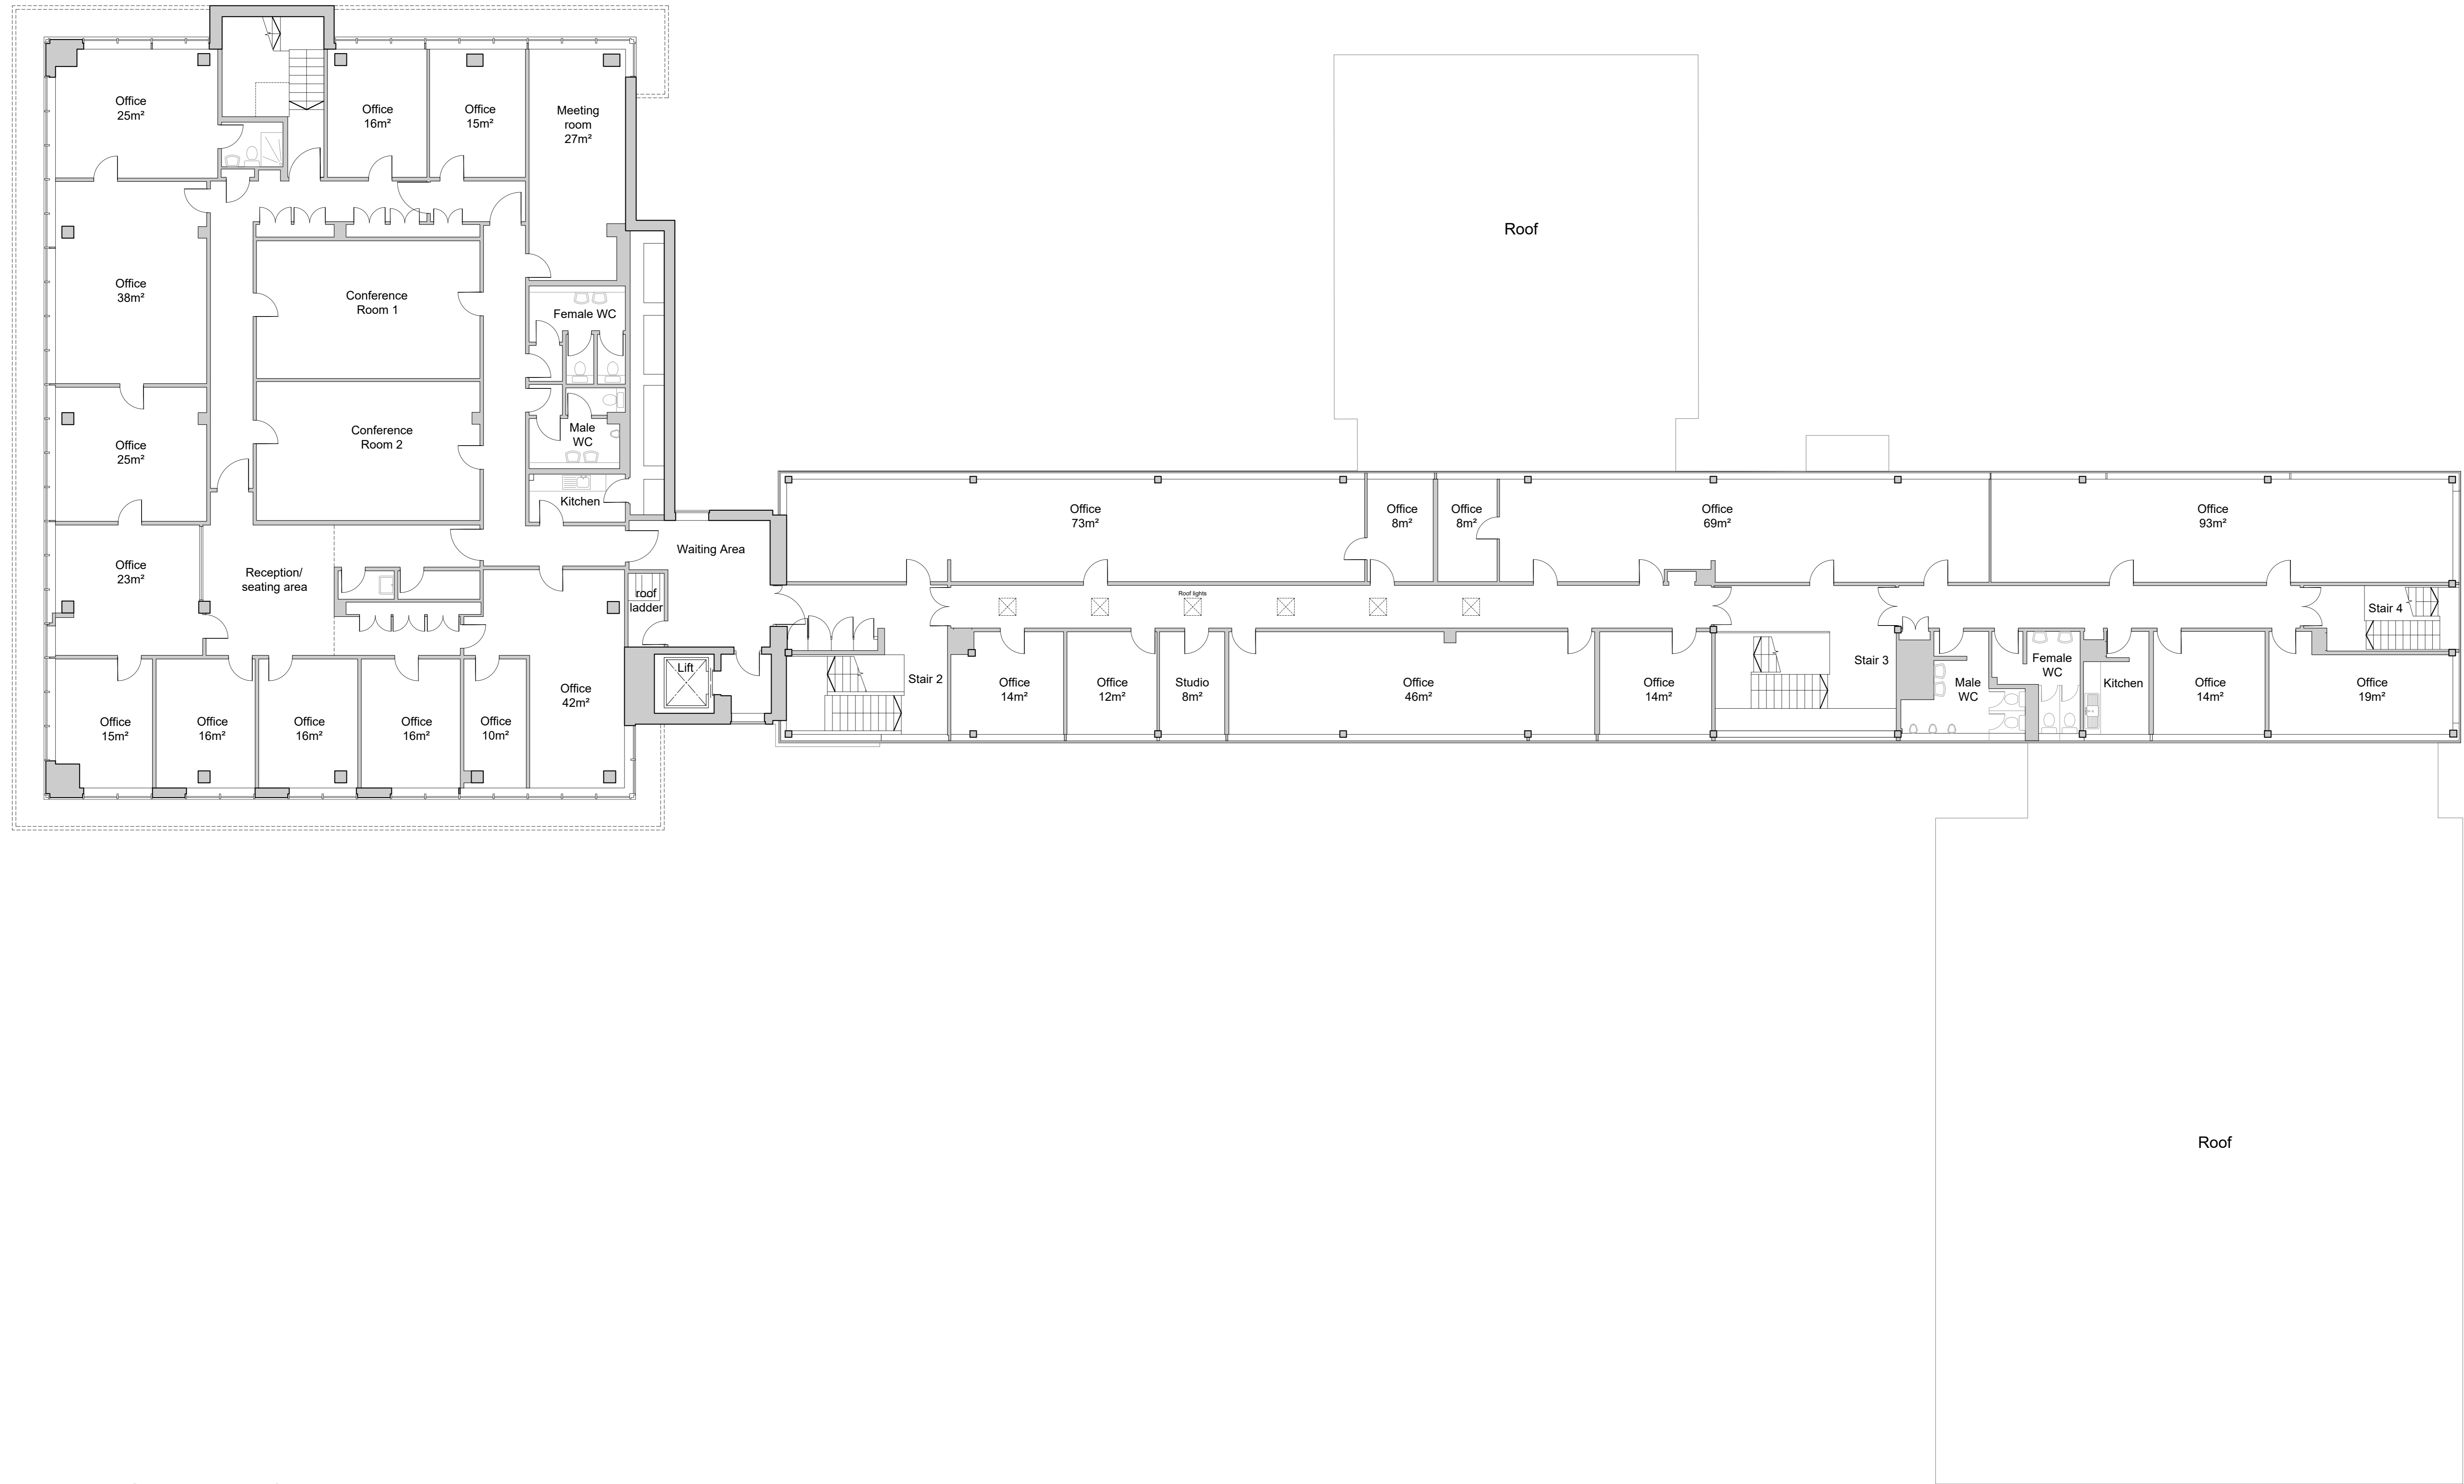 Office
25m²
Office
16m²
Office
15m²
Meeting
room
27m²
Office
38m²
Conference
Room 1
Female WC
Conference
Room 2
Male
WC
Office
25m²
Kitchen
Office
23m²
Reception/
seating area
Waiting Area
roof
ladder
Lift
Office
15m²
Office
16m²
Office
16m²
Office
16m²
Office
10m²
Office
42m²
Roof
Office
73m²
Office
8m²
Office
8m²
Office
69m²
Office
93m²
Roof lights
Stair 4
Stair 2
Office
14m²
Office
12m²
Studio
8m²
Office
46m²
Office
14m²
Stair 3
Male
WC
Female
WC
Kitchen
Office
14m²
Office
19m²
Roof